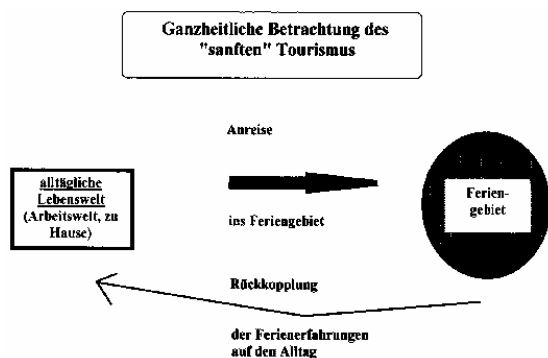 Ganzheitliche Betrachtung des
"sanften" Tourismus
Anreise
alltägliche
Lebenswelt
(Arbeitswelt, zu
Hause)
ins Feriengebiet
Ferien-
gebiet
Rückkopplung
der Ferienerfahrungen
auf den Alltag